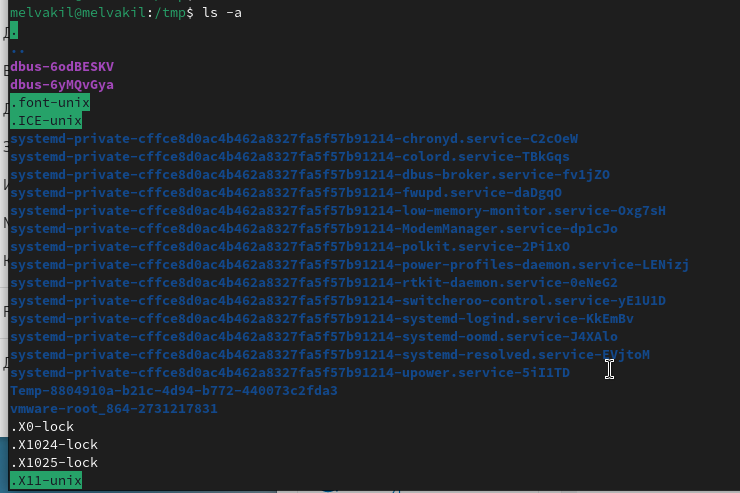 melvakil@melvakil:/tmp$ ls -a
.
..
dbus-6odBESKV
dbus-6yMQvGya
.font-unix
.ICE-unix
systemd-private-cffce8d0ac4b462a8327fa5f57b91214-chronyd.service-C2cOeW
systemd-private-cffce8d0ac4b462a8327fa5f57b91214-colord.service-TBkGqs
systemd-private-cffce8d0ac4b462a8327fa5f57b91214-dbus-broker.service-fv1jZO
systemd-private-cffce8d0ac4b462a8327fa5f57b91214-fwupd.service-daDgqO
systemd-private-cffce8d0ac4b462a8327fa5f57b91214-low-memory-monitor.service-Oxg7sH
systemd-private-cffce8d0ac4b462a8327fa5f57b91214-ModemManager.service-dp1cJo
systemd-private-cffce8d0ac4b462a8327fa5f57b91214-polkit.service-2Pi1xO
systemd-private-cffce8d0ac4b462a8327fa5f57b91214-power-profiles-daemon.service-LENizj
systemd-private-cffce8d0ac4b462a8327fa5f57b91214-rtkit-daemon.service-0eNeG2
systemd-private-cffce8d0ac4b462a8327fa5f57b91214-switcheroo-control.service-yE1U1D
systemd-private-cffce8d0ac4b462a8327fa5f57b91214-systemd-logind.service-KkEmBv
systemd-private-cffce8d0ac4b462a8327fa5f57b91214-systemd-oomd.service-J4XAlo
systemd-private-cffce8d0ac4b462a8327fa5f57b91214-systemd-resolved.service-EVjtoM
systemd-private-cffce8d0ac4b462a8327fa5f57b91214-upower.service-5iI1TD
Temp-8804910a-b21c-4d94-b772-440073c2fda3
vmware-root_864-2731217831
.X0-lock
.X1024-lock
.X1025-lock
.X11-unix